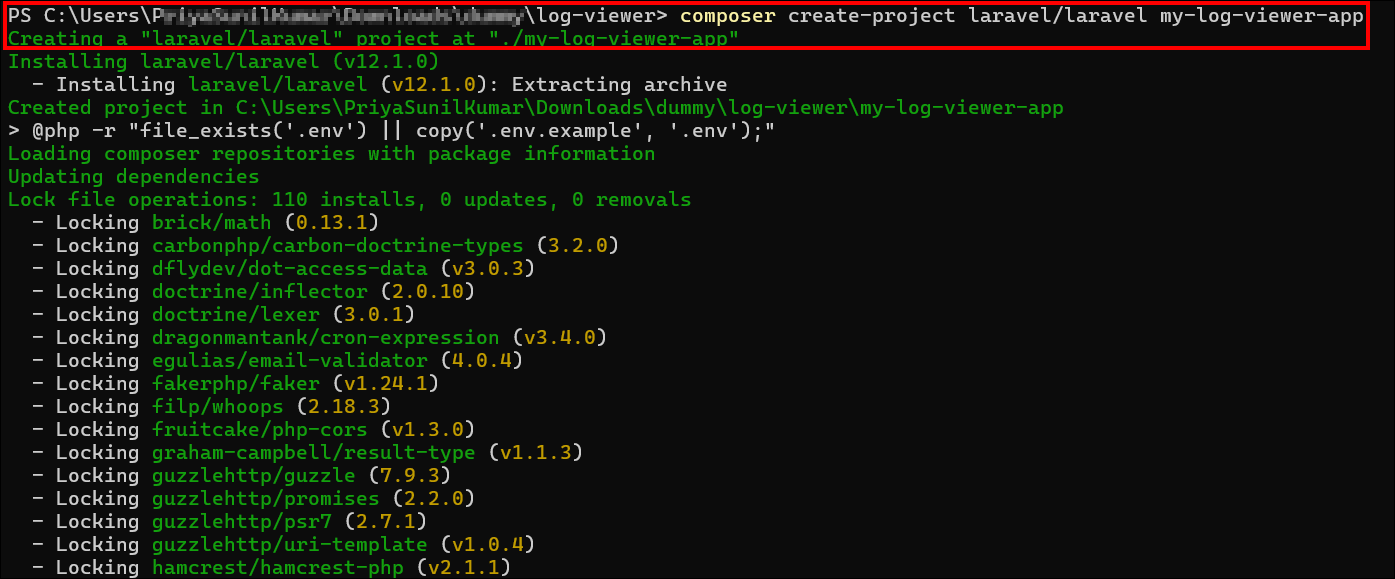 PS C:\Users\P \log-viewer> composer create-project laravel/laravel my-log-viewer-app
Creating a "laravel/laravel" project at "./my-log-viewer-app"
Installing laravel/laravel (v12.1.0)
  - Installing laravel/laravel (v12.1.0): Extracting archive
Created project in C:\Users\PriyaSunilKumar\Downloads\dummy\log-viewer\my-log-viewer-app
> @php -r "file_exists('.env') || copy('.env.example', '.env');"
Loading composer repositories with package information
Updating dependencies
Lock file operations: 110 installs, 0 updates, 0 removals
  - Locking brick/math (0.13.1)
  - Locking carbonphp/carbon-doctrine-types (3.2.0)
  - Locking dflydev/dot-access-data (v3.0.3)
  - Locking doctrine/inflector (2.0.10)
  - Locking doctrine/lexer (3.0.1)
  - Locking dragonmantank/cron-expression (v3.4.0)
  - Locking egulias/email-validator (4.0.4)
  - Locking fakerphp/faker (v1.24.1)
  - Locking filp/whoops (2.18.3)
  - Locking fruitcake/php-cors (v1.3.0)
  - Locking graham-campbell/result-type (v1.1.3)
  - Locking guzzlehttp/guzzle (7.9.3)
  - Locking guzzlehttp/promises (2.2.0)
  - Locking guzzlehttp/psr7 (2.7.1)
  - Locking guzzlehttp/uri-template (v1.0.4)
  - Locking hamcrest/hamcrest-php (v2.1.1)